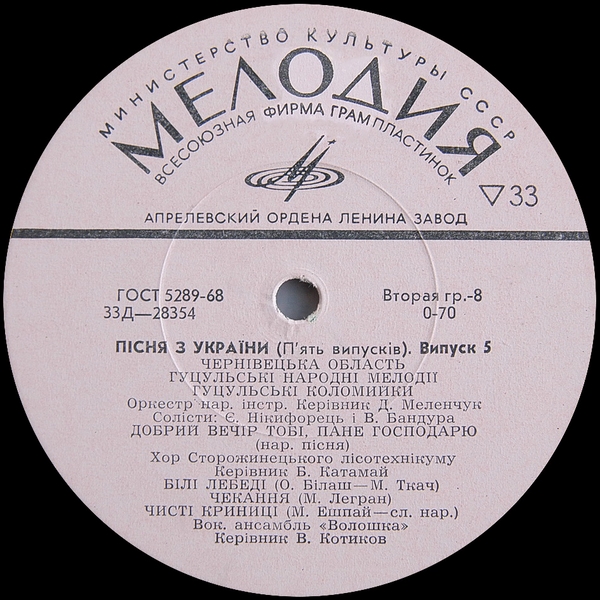 МИНИСТЕРСТВО КУЛЬТУРЫ СССР
МЕЛОДИЯ
ВСЕСОЮЗНАЯ ФИРМА ГРАМПЛАСТИНОК
33
АПРЕЛЕВСКИЙ ОРДЕНА ЛЕНИНА ЗАВОД
ГОСТ 5289-68 Вторая гр.-8
33Д—28354 0-70
ПІСНЯ З УКРАЇНИ (П'ять випусків). Випуск 5
ЧЕРНІВЕЦЬКА ОБЛАСТЬ
ГУЦУЛЬСЬКІ НАРОДНІ МЕЛОДІЇ
ГУЦУЛЬСЬКІ КОЛОМИЙКИ
Оркестр нар. інстр. Керівник Д. Меленчук
Солісти: Є. Нікифорець і В. Бандура
ДОБРИЙ ВЕЧІР ТОБІ, ПАНЕ ГОСПОДАРЮ
(нар. пісня)
Хор Сторожинецького лісотехнікуму
Керівник Б. Катамай
БІЛІ ЛЕБЕДІ (О. Білаш—М. Ткач)
ЧЕКАННЯ (М. Легран)
ЧИСТІ КРИНИЦІ (М. Ешпай—сл. нар.)
Вок. ансамбль «Волошка»
Керівник В. Котиков